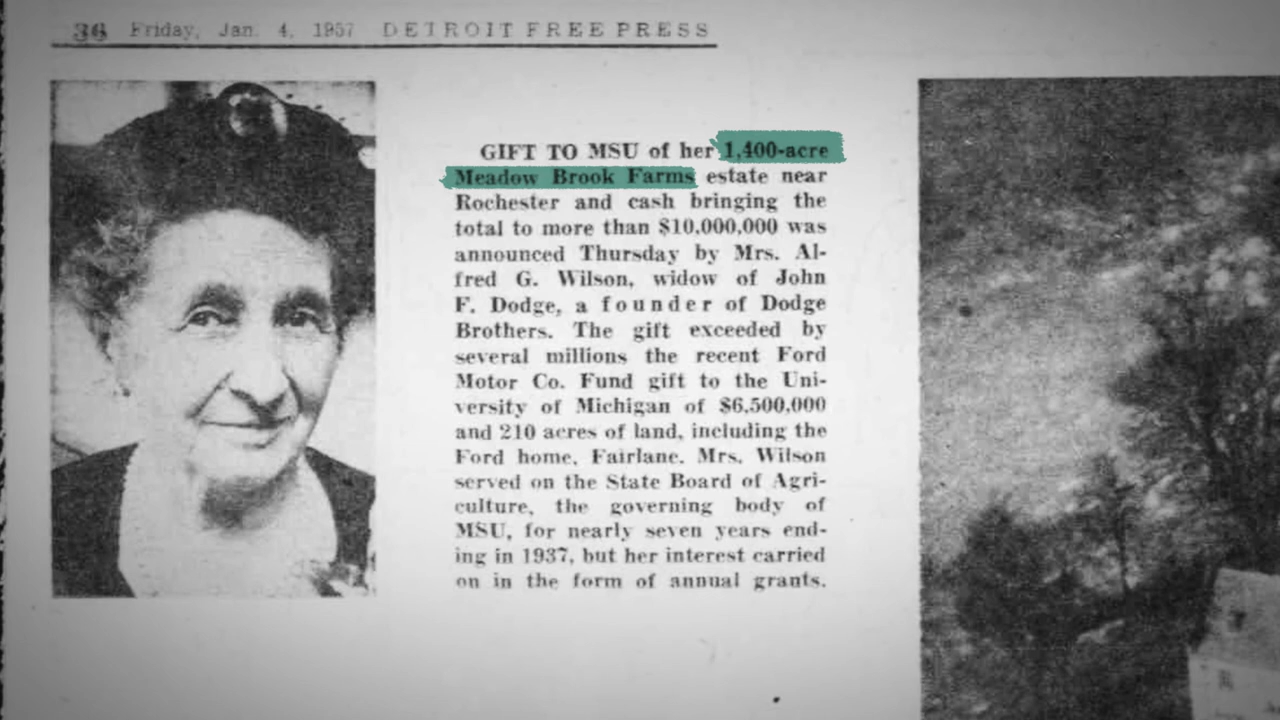 36 Friday, Jan. 4, 1957 DETROIT FREE PRESS
GIFT TO MSU of her 1,400-acre
Meadow Brook Farms estate near
Rochester and cash bringing the
total to more than $10,000,000 was
announced Thursday by Mrs. Al-
fred G. Wilson, widow of John
F. Dodge, a founder of Dodge
Brothers. The gift exceeded by
several millions the recent Ford
Motor Co. Fund gift to the Uni-
versity of Michigan of $6,500,000
and 210 acres of land, including the
Ford home, Fairlane. Mrs. Wilson
served on the State Board of Agri-
culture, the governing body of
MSU, for nearly seven years end-
ing in 1937, but her interest carried
on in the form of annual grants.